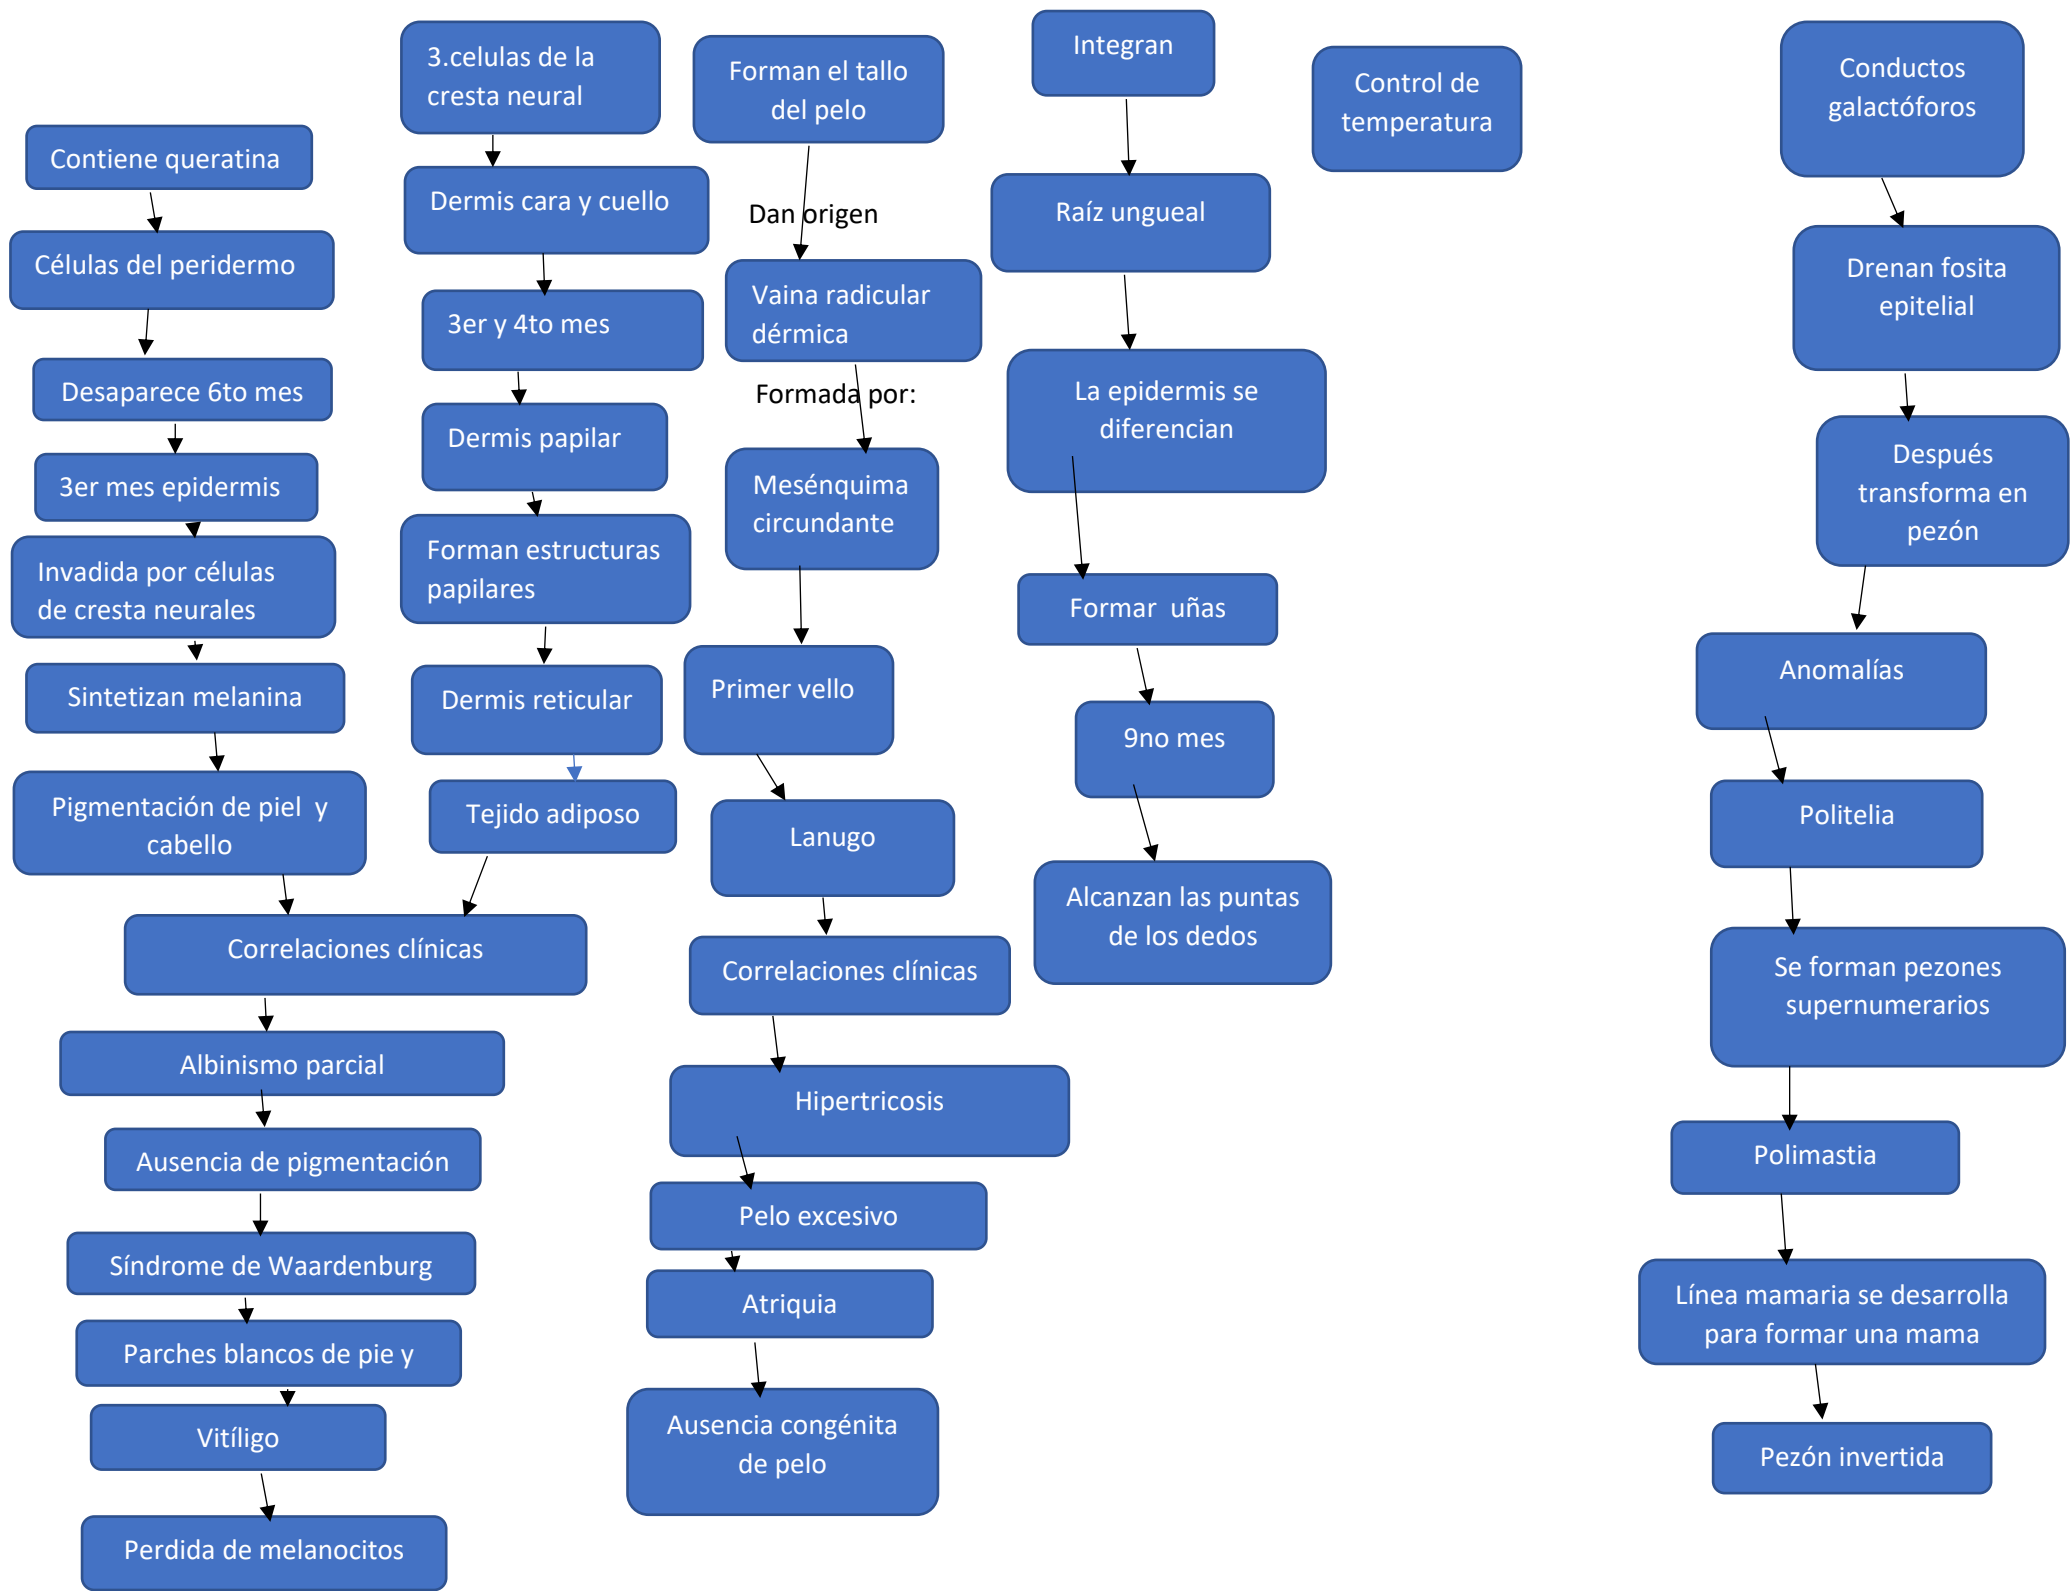 Contiene queratina
Células del peridermo
Desaparece 6to mes
3er mes epidermis
Invadida por células
de cresta neurales
Sintetizan melanina
Pigmentación de piel  y
cabello
3.celulas de la
cresta neural
Dermis cara y cuello
3er y 4to mes
Dermis papilar
Forman estructuras
papilares
Dermis reticular
Tejido adiposo
Correlaciones clínicas
Albinismo parcial
Ausencia de pigmentación
Síndrome de Waardenburg
Parches blancos de pie y
Vitíligo
Perdida de melanocitos
Forman el tallo
del pelo
Dan origen
Vaina radicular
dérmica
Formada por:
Mesénquima
circundante
Primer vello
Lanugo
Correlaciones clínicas
Hipertricosis
Pelo excesivo
Atriquia
Ausencia congénita
de pelo
Integran
Raíz ungueal
La epidermis se
diferencian
Formar  uñas
9no mes
Alcanzan las puntas
de los dedos
Control de
temperatura
Conductos
galactóforos
Drenan fosita
epitelial
Después
transforma en
pezón
Anomalías
Politelia
Se forman pezones
supernumerarios
Polimastia
Línea mamaria se desarrolla
para formar una mama
Pezón invertida